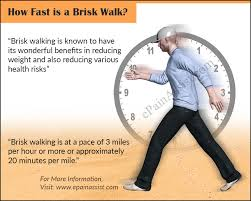 How Fast is a Brisk Walk?
"Brisk walking is known to have
its wonderful benefits in reducing
weight and also reducing various
health risks"
ePainAssist.com
"Brisk walking is at a pace of 3 miles
per hour or more or approximately
20 minutes per mile."
For More Information,
Visit: www.epainassist.com